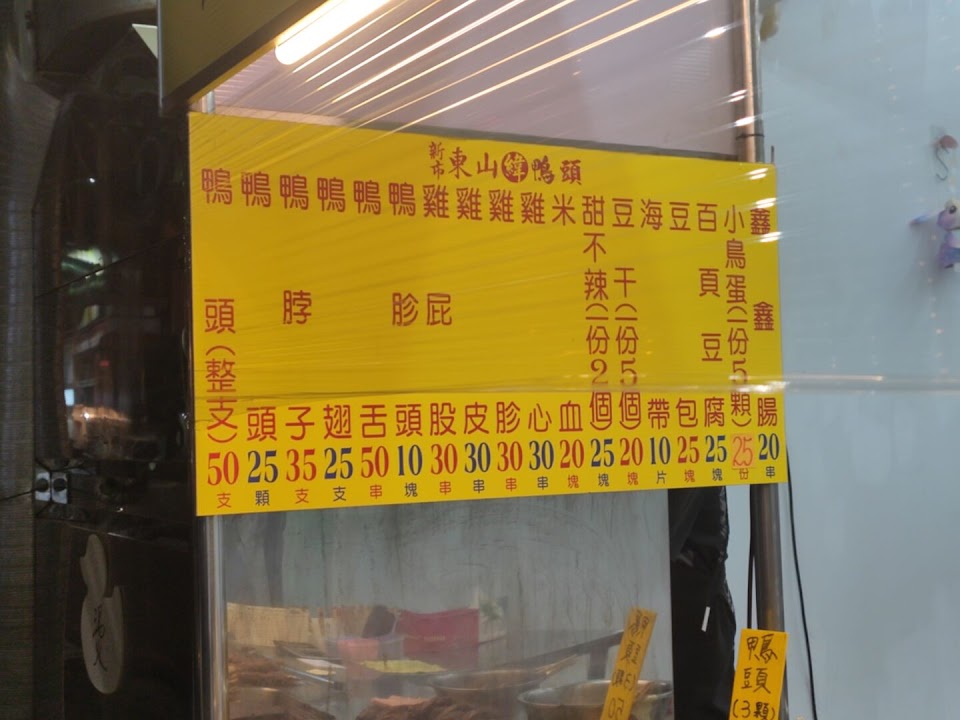 新市東山鴨頭
鴨頭(整支)50支
鴨頭25顆
鴨脖子35支
鴨翅25支
鴨舌50串
鴨胗頭10塊
雞屁股30串
雞皮30串
雞胗30串
雞心30串
米血20塊
甜不辣(一份2個)25塊
豆干(一份5個)20塊
海帶10片
豆包25塊
百頁豆腐25塊
小鳥蛋(一份5顆)25份
鑫鑫腸20串
鴨
頭
(3顆)